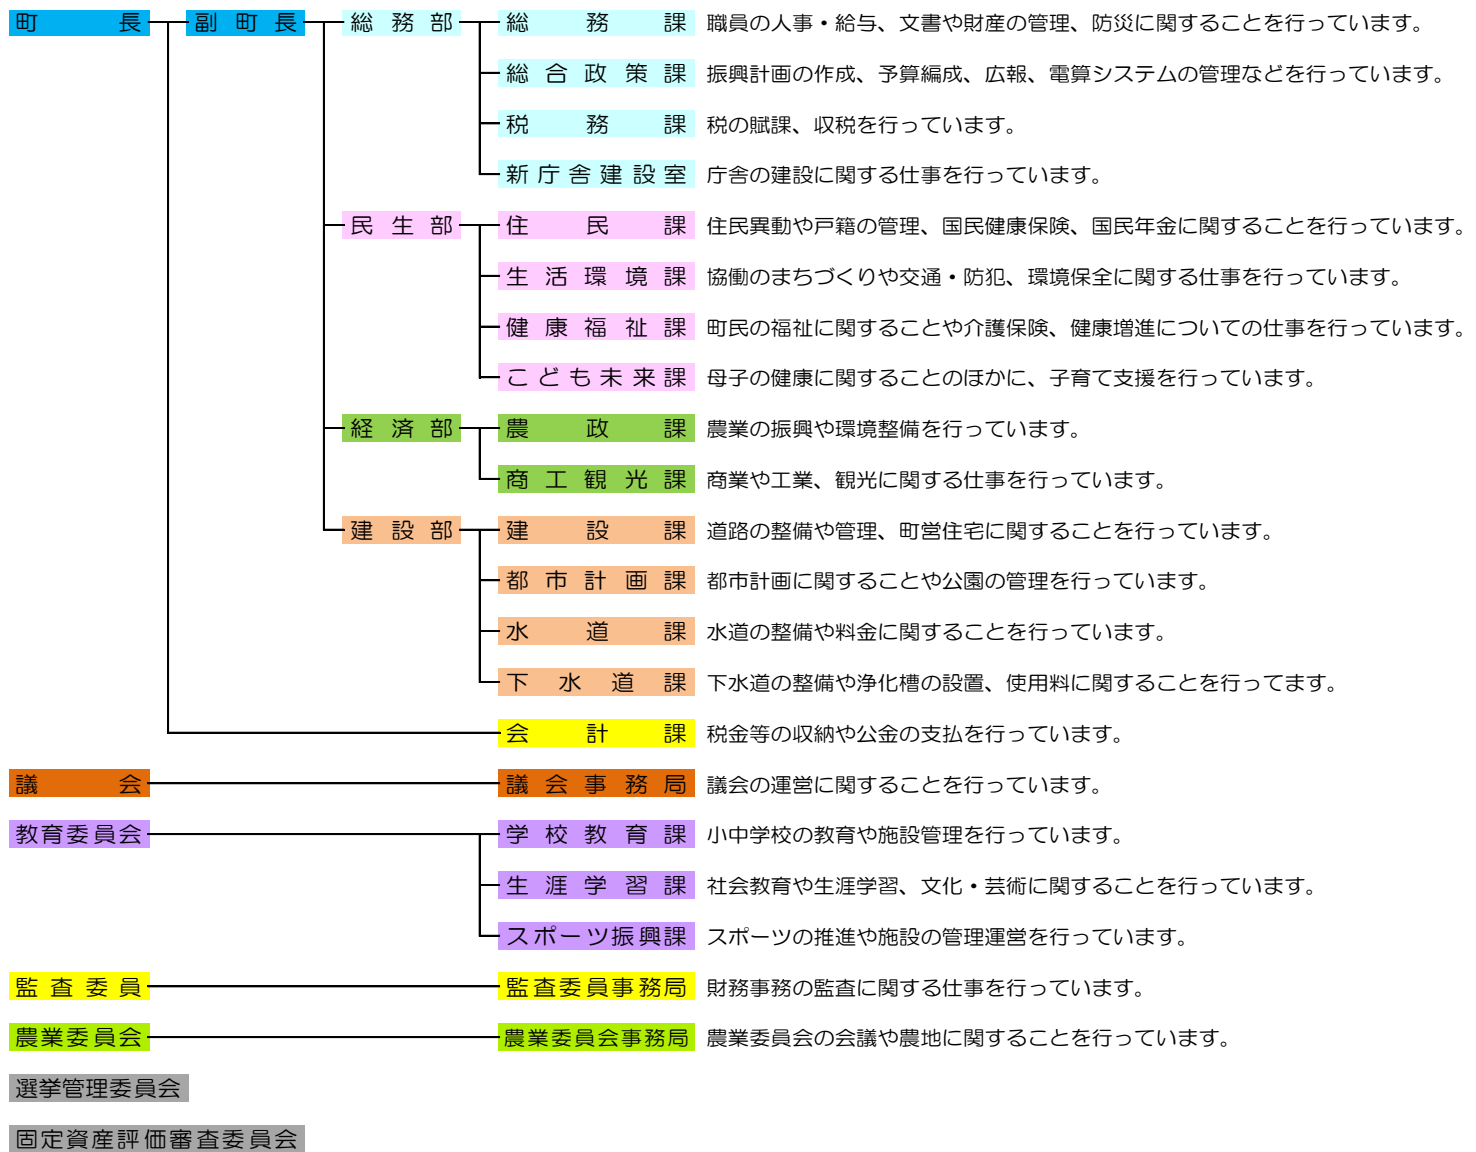 町長 副町長 総務部 総務課 職員の人事・給与、文書や財産の管理、防災に関することを行っています。
総合政策課 振興計画の作成、予算編成、広報、電算システムの管理などを行っています。
税務課 税の賦課、収税を行っています。
新庁舎建設室 庁舎の建設に関する仕事を行っています。
民生部 住民課 住民異動や戸籍の管理、国民健康保険、国民年金に関することを行っています。
生活環境課 協働のまちづくりや交通・防犯、環境保全に関する仕事を行っています。
健康福祉課 町民の福祉に関することや介護保険、健康増進についての仕事を行っています。
こども未来課 母子の健康に関することのほかに、子育て支援を行っています。
経済部 農政課 農業の振興や環境整備を行っています。
商工観光課 商業や工業、観光に関する仕事を行っています。
建設部 建設課 道路の整備や管理、町営住宅に関することを行っています。
都市計画課 都市計画に関することや公園の管理を行っています。
水道課 水道の整備や料金に関することを行っています。
下水道課 下水道の整備や浄化槽の設置、使用料に関することを行ってます。
会計課 税金等の収納や公金の支払を行っています。
議会 議会事務局 議会の運営に関することを行っています。
教育委員会 学校教育課 小中学校の教育や施設管理を行っています。
生涯学習課 社会教育や生涯学習、文化・芸術に関することを行っています。
スポーツ振興課 スポーツの推進や施設の管理運営を行っています。
監査委員 監査委員事務局 財務事務の監査に関する仕事を行っています。
農業委員会 農業委員会事務局 農業委員会の会議や農地に関することを行っています。
選挙管理委員会
固定資産評価審査委員会